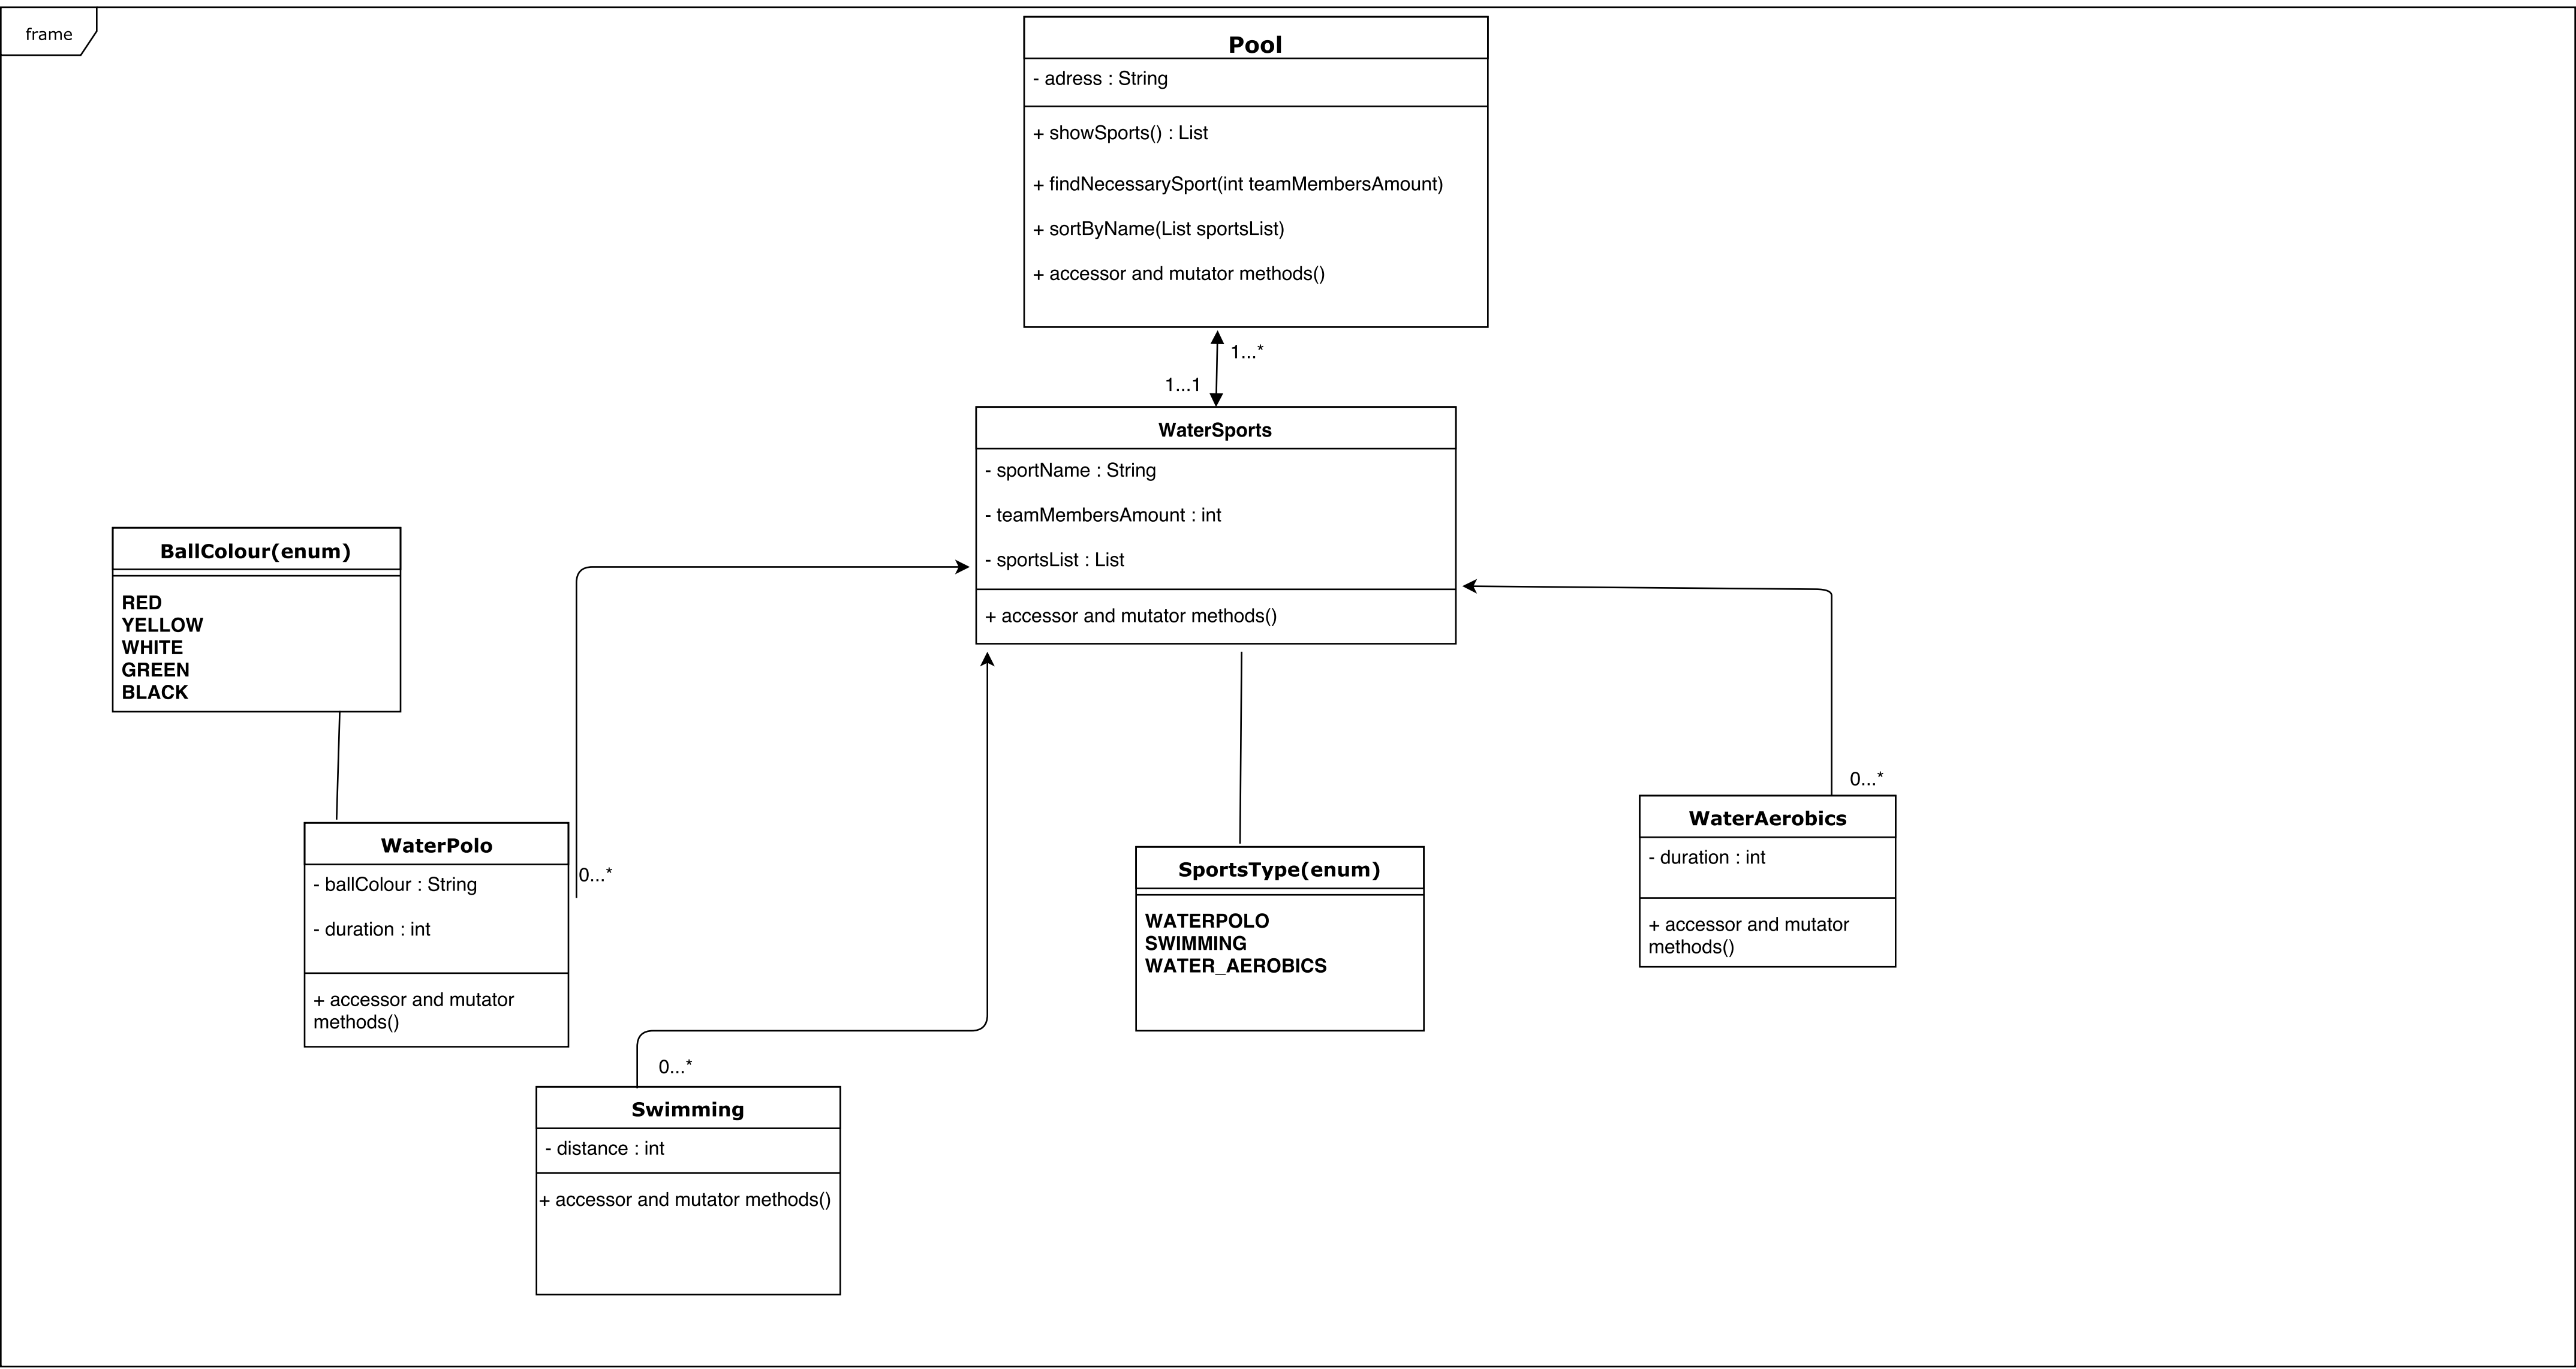 frame
Pool
- adress : String
+ showSports() : List
+ findNecessarySport(int teamMembersAmount)
+ sortByName(List sportsList)
+ accessor and mutator methods()
1...*
1...1
WaterSports
- sportName : String
- teamMembersAmount : int
- sportsList : List
+ accessor and mutator methods()
BallColour(enum)
RED
YELLOW
WHITE
GREEN
BLACK
WaterPolo
- ballColour : String
- duration : int
+ accessor and mutator
methods()
0...*
Swimming
- distance : int
+ accessor and mutator methods()
0...*
SportsType(enum)
WATERPOLO
SWIMMING
WATER_AEROBICS
0...*
WaterAerobics
- duration : int
+ accessor and mutator
methods()